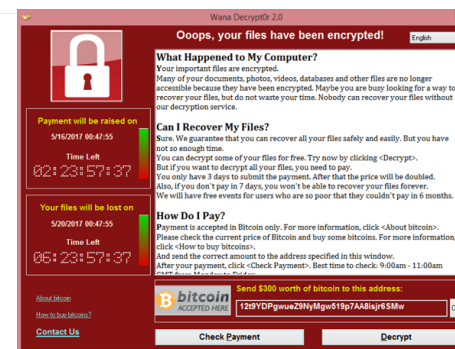 Wana Decrypt0r 2.0
Ooops, your files have been encrypted!
English
What Happened to My Computer?
Your important files are encrypted.
Many of your documents, photos, videos, databases and other files are no longer
accessible because they have been encrypted. Maybe you are busy looking for a way to
recover your files, but do not waste your time. Nobody can recover your files without
our decryption service.
Can I Recover My Files?
Sure. We guarantee that you can recover all your files safely and easily. But you have
not so enough time.
You can decrypt some of your files for free. Try now by clicking <Decrypt>.
But if you want to decrypt all your files, you need to pay.
You only have 3 days to submit the payment. After that the price will be doubled.
Also, if you don't pay in 7 days, you won't be able to recover your files forever.
We will have free events for users who are so poor that they couldn't pay in 6 months.
How Do I Pay?
Payment is accepted in Bitcoin only. For more information, click <About bitcoin>.
Please check the current price of Bitcoin and buy some bitcoins. For more information,
click <How to buy bitcoins>.
And send the correct amount to the address specified in this window.
After your payment, click <Check Payment>. Best time to check: 9:00am - 11:00am
GMT from Monday to Friday.
Payment will be raised on
5/16/2017 00:47:55
Time Left
02:23:57:37
Your files will be lost on
5/20/2017 00:47:55
Time Left
06:23:57:37
About bitcoin
How to buy bitcoins?
Contact Us
bitcoin
ACCEPTED HERE
Send $300 worth of bitcoin to this address:
12t9YDPgwueZ9NyMgw519p7AA8isjr6SMw
C
Check Payment
Decrypt